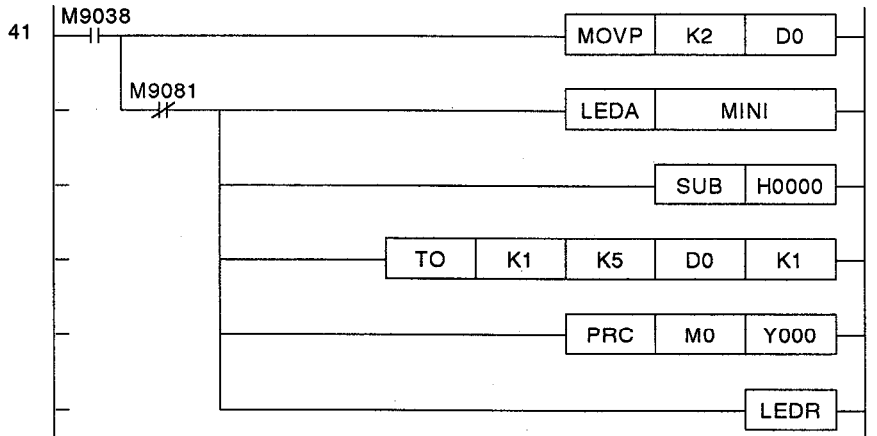 M9038
41 MOVP K2 D0
M9081
LEDA MINI
SUB H0000
TO K1 K5 D0 K1
PRC M0 Y000
LEDR